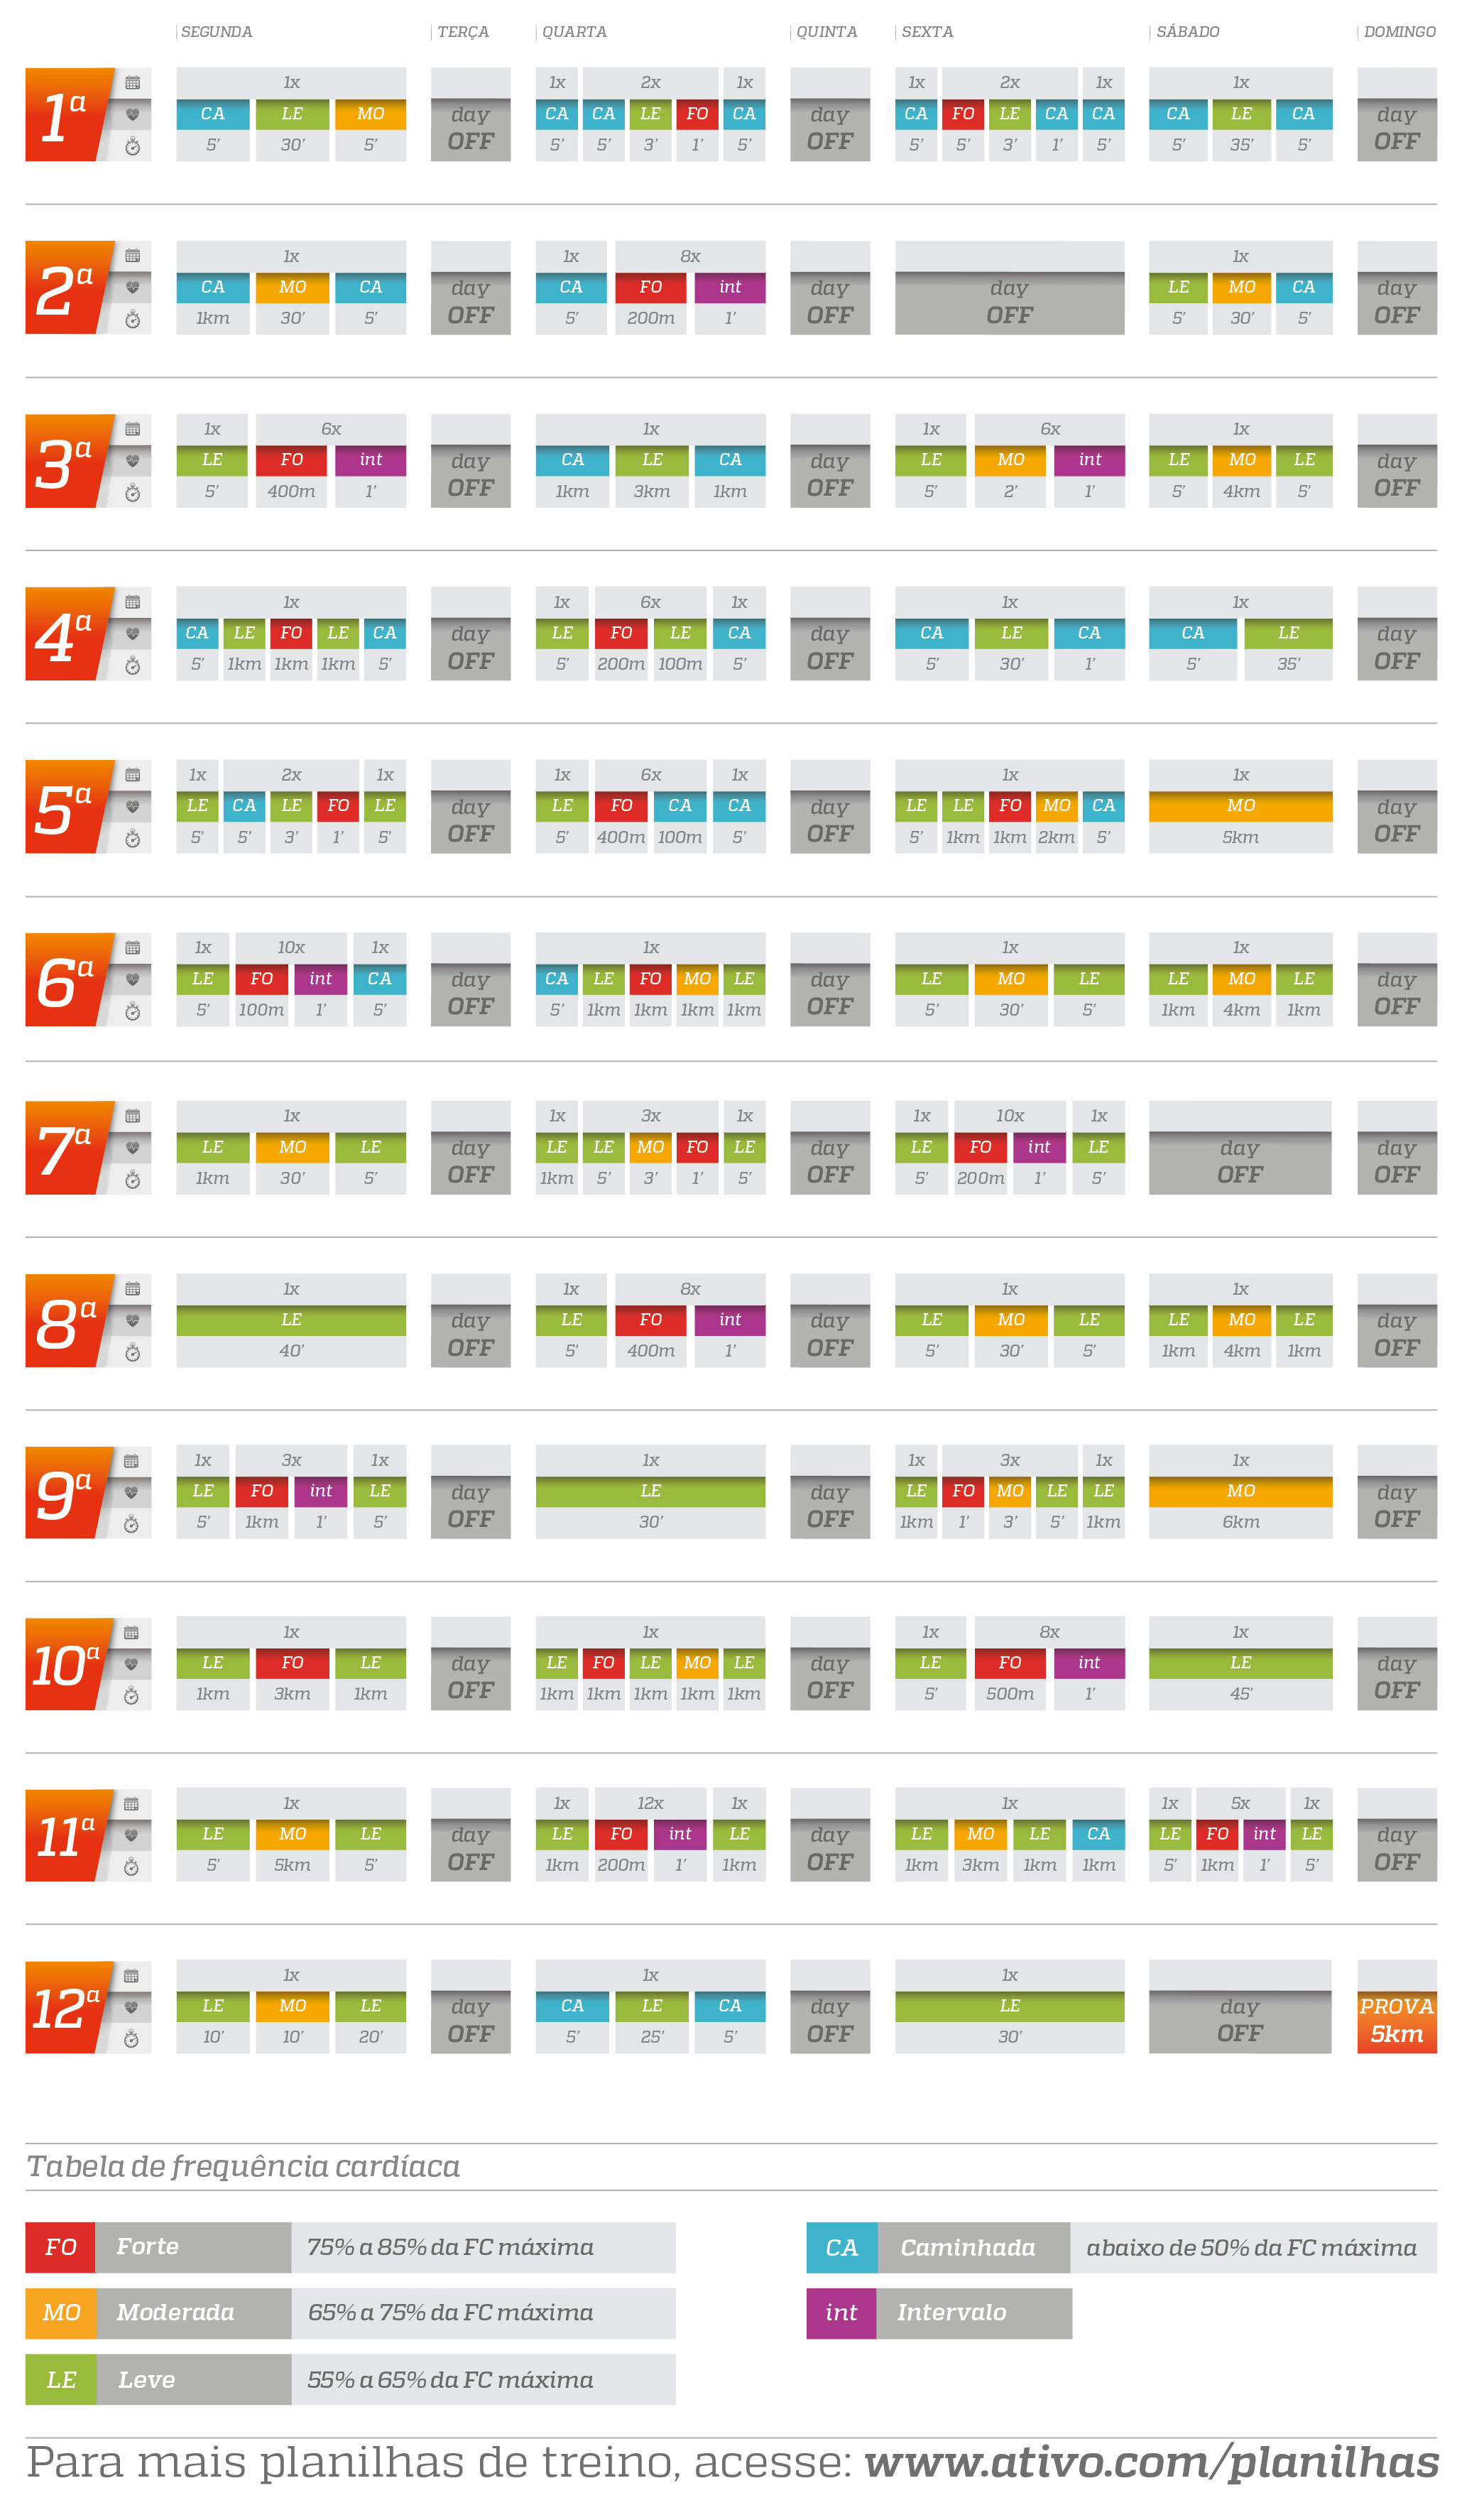 SEGUNDA TERÇA QUARTA QUINTA SEXTA SÁBADO DOMINGO
1x 1x 2x 1x 1x 2x 1x 1x
1ª CA LE MO day OFF CA CA LE FO CA day OFF CA FO LE CA CA CA LE CA day OFF
5' 30' 5' 5' 5' 3' 1' 5' 5' 5' 3' 1' 5' 5' 35' 5'
1x 1x 8x 1x
2ª CA MO CA day OFF CA FO int day OFF day OFF LE MO CA day OFF
1km 30' 5' 5' 200m 1' 5' 30' 5'
1x 6x 1x 1x 6x 1x
3ª LE FO int day OFF CA LE CA day OFF LE MO int LE MO LE day OFF
5' 400m 1' 1km 3km 1km 5' 2' 1' 5' 4km 5'
1x 1x 6x 1x 1x 1x
4ª CA LE FO LE CA day OFF LE FO LE CA day OFF CA LE CA CA LE day OFF
5' 1km 1km 1km 5' 5' 200m 100m 5' 5' 30' 1' 5' 35'
1x 2x 1x 1x 6x 1x 1x 1x
5ª LE CA LE FO LE day OFF LE FO CA CA day OFF LE LE FO MO CA MO day OFF
5' 5' 3' 1' 5' 5' 400m 100m 5' 5' 1km 1km 2km 5' 5km
1x 10x 1x 1x 1x 1x
6ª LE FO int CA day OFF CA LE FO MO LE day OFF LE MO LE LE MO LE day OFF
5' 100m 1' 5' 5' 1km 1km 1km 1km 5' 30' 5' 1km 4km 1km
1x 1x 3x 1x 1x 10x 1x
7ª LE MO LE day OFF LE LE MO FO LE day OFF LE FO int LE day OFF day OFF
1km 30' 5' 1km 5' 3' 1' 5' 5' 200m 1' 5'
1x 1x 8x 1x 1x
8ª LE day OFF LE FO int day OFF LE MO LE LE MO LE day OFF
40' 5' 400m 1' 5' 30' 5' 1km 4km 1km
1x 3x 1x 1x 1x 3x 1x 1x
9ª LE FO int LE day OFF LE day OFF LE FO MO LE LE MO day OFF
5' 1km 1' 5' 30' 1km 1' 3' 5' 1km 6km
1x 1x 1x 8x 1x
10ª LE FO LE day OFF LE FO LE MO LE day OFF LE FO int LE day OFF
1km 3km 1km 1km 1km 1km 1km 1km 5' 500m 1' 45'
1x 1x 12x 1x 1x 1x 5x 1x
11ª LE MO LE day OFF LE FO int LE day OFF LE MO LE CA LE FO int LE day OFF
5' 5km 5' 1km 200m 1' 1km 1km 3km 1km 1km 5' 1km 1' 5'
1x 1x 1x
12ª LE MO LE day OFF CA LE CA day OFF LE day OFF PROVA 5km
10' 10' 20' 5' 25' 5' 30'
Tabela de frequência cardíaca
FO Forte 75% a 85% da FC máxima CA Caminhada abaixo de 50% da FC máxima
MO Moderada 65% a 75% da FC máxima int Intervalo
LE Leve 55% a 65% da FC máxima
Para mais planilhas de treino, acesse: www.ativo.com/planilhas